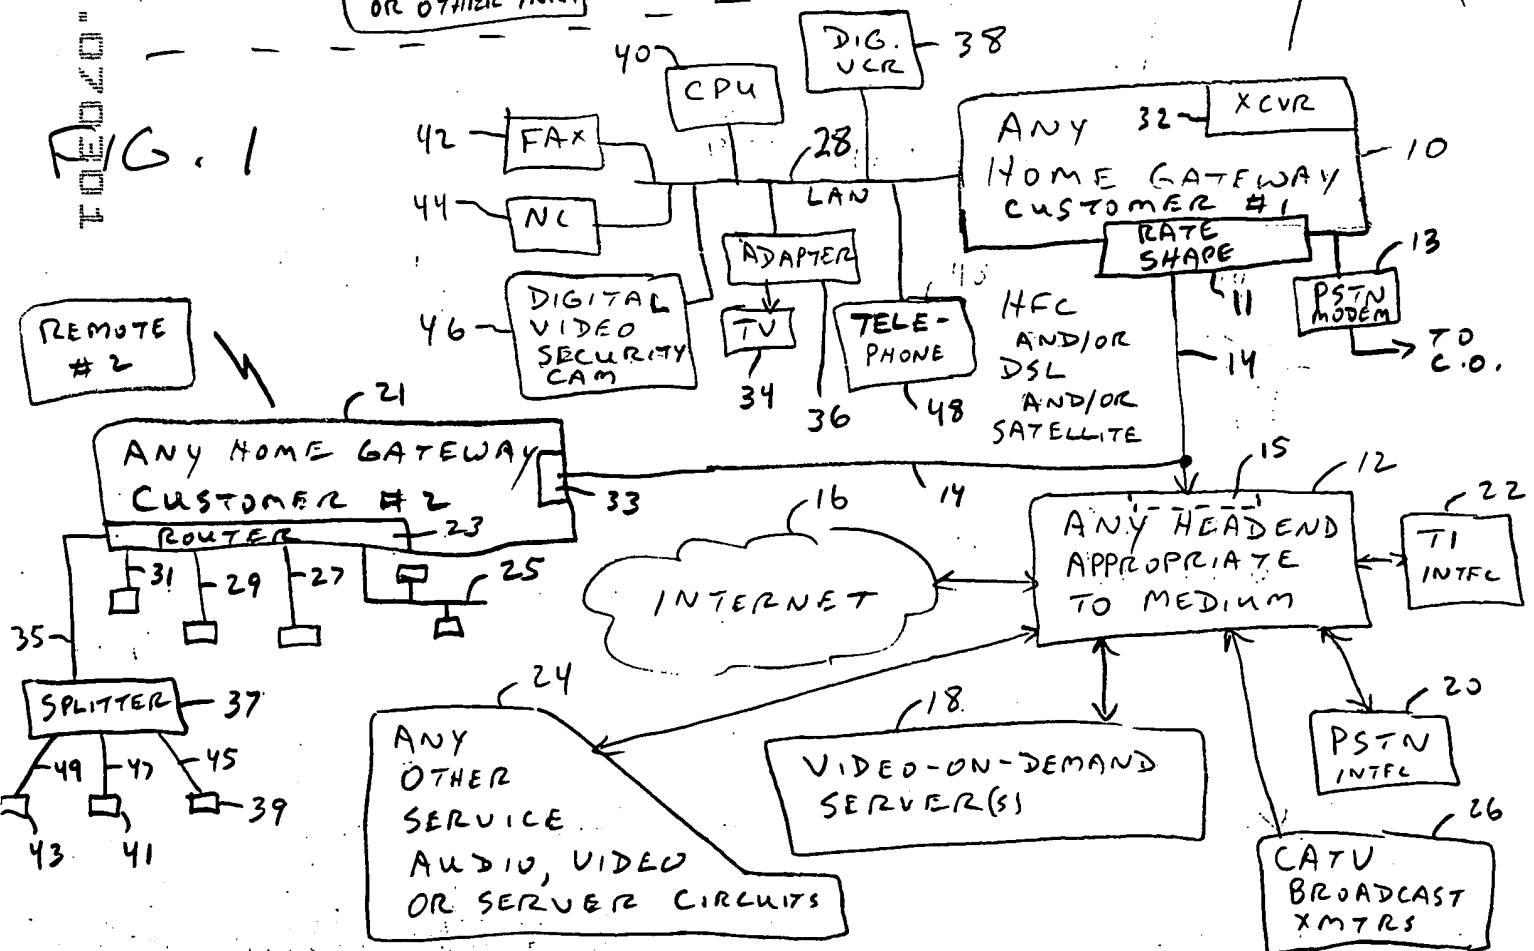 OR OTHER
FIG. 1
40
CPU
DIG.
VCR
38
42
FAX
44
NC
28
LAN
32
XCVR
ANY
HOME GATEWAY
CUSTOMER #1
10
RATE
SHAPE
11
13
PSTN
MODEM
TO
C.O.
ADAPTER
36
TV
34
46
DIGITAL
VIDEO
SECURITY
CAM
TELE-
PHONE
48
HFC
AND/OR
DSL
AND/OR
SATELLITE
14
REMOTE
#2
21
ANY HOME GATEWAY
CUSTOMER #2
33
14
ROUTER
23
31
29
27
25
35
SPLITTER
37
49
47
45
43
41
39
16
INTERNET
15
12
ANY HEADEND
APPROPRIATE
TO MEDIUM
22
T1
INTFC
24
ANY
OTHER
SERVICE
AUDIO, VIDEO
OR SERVER CIRCUITS
18
VIDEO-ON-DEMAND
SERVER(S)
20
PSTN
INTFC
26
CATV
BROADCAST
XMTRS